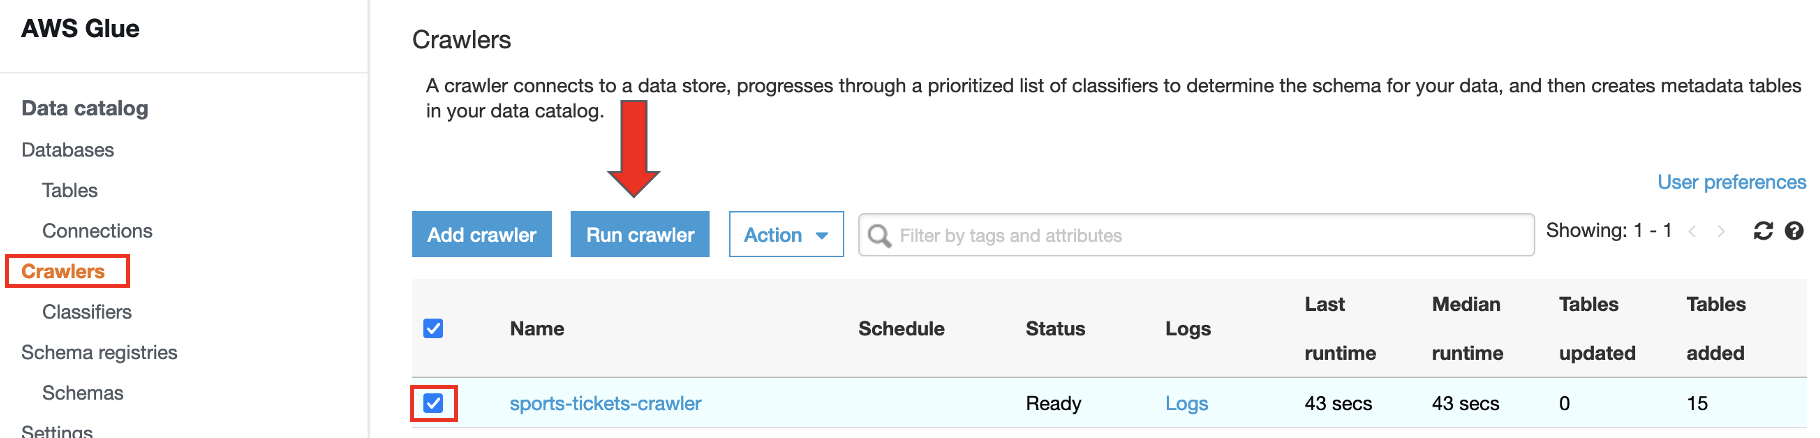 AWS Glue
Data catalog
Databases
Tables
Connections
Crawlers
Classifiers
Schema registries
Schemas
Settings
Crawlers
A crawler connects to a data store, progresses through a prioritized list of classifiers to determine the schema for your data, and then creates metadata tables
in your data catalog.
User preferences
Add crawler Run crawler Action Filter by tags and attributes Showing: 1 - 1
Name Schedule Status Logs Last runtime Median runtime Tables updated Tables added
sports-tickets-crawler Ready Logs 43 secs 43 secs 0 15